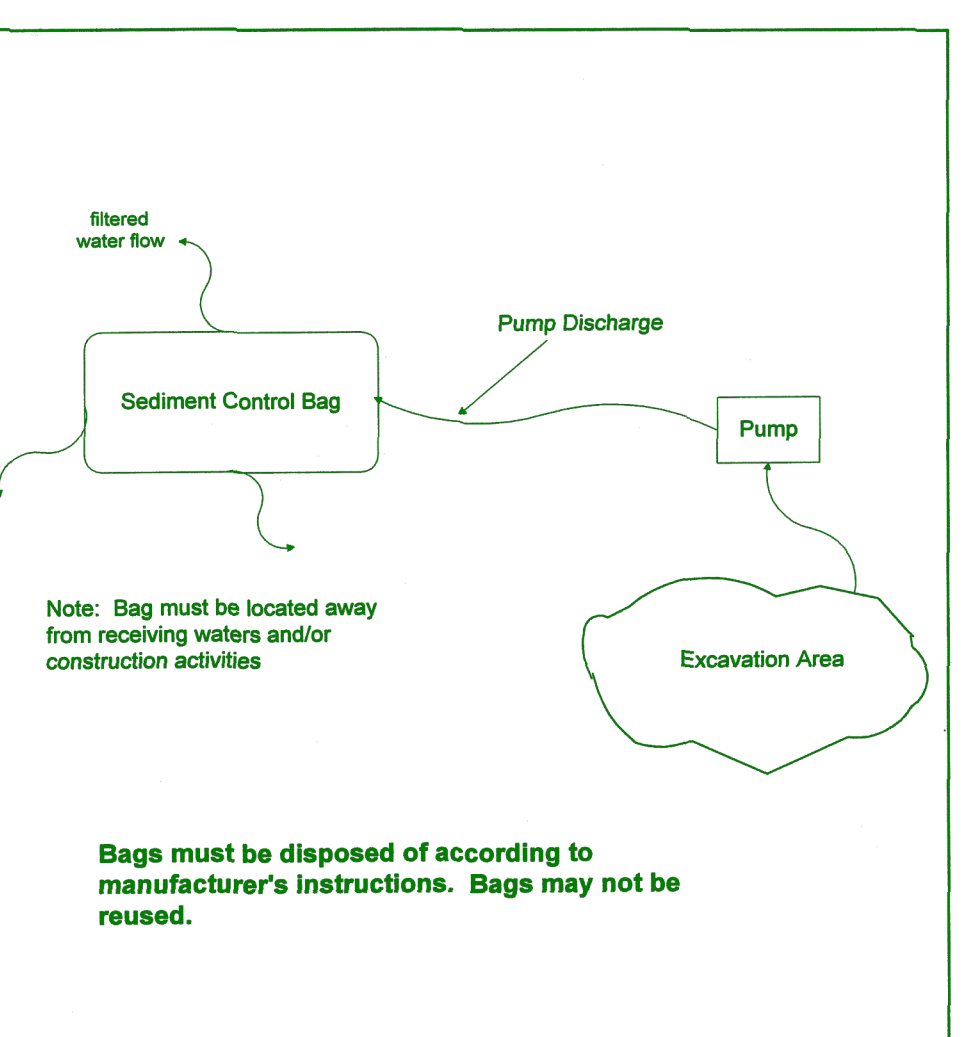 filtered
water flow
Pump Discharge
Sediment Control Bag
Pump
Note:  Bag must be located away
from receiving waters and/or
construction activities
Excavation Area
Bags must be disposed of according to
manufacturer's instructions.  Bags may not be
reused.